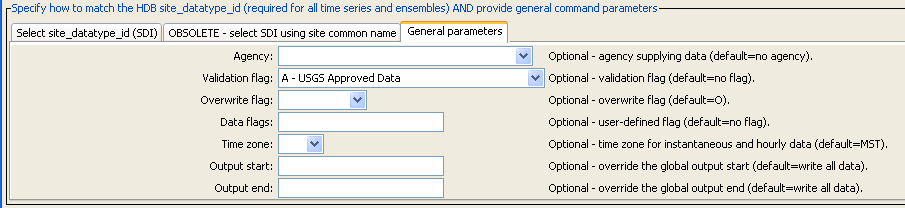 Specify how to match the HDB site_datatype_id (required for all time series and ensembles) AND provide general command parameters
Select site_datatype_id (SDI) OBSOLETE - select SDI using site common name General parameters
Agency: Optional - agency supplying data (default=no agency).
Validation flag: A - USGS Approved Data Optional - validation flag (default=no flag).
Overwrite flag: Optional - overwrite flag (default=O).
Data flags: Optional - user-defined flag (default=no flag).
Time zone: Optional - time zone for instantaneous and hourly data (default=MST).
Output start: Optional - override the global output start (default=write all data).
Output end: Optional - override the global output end (default=write all data).